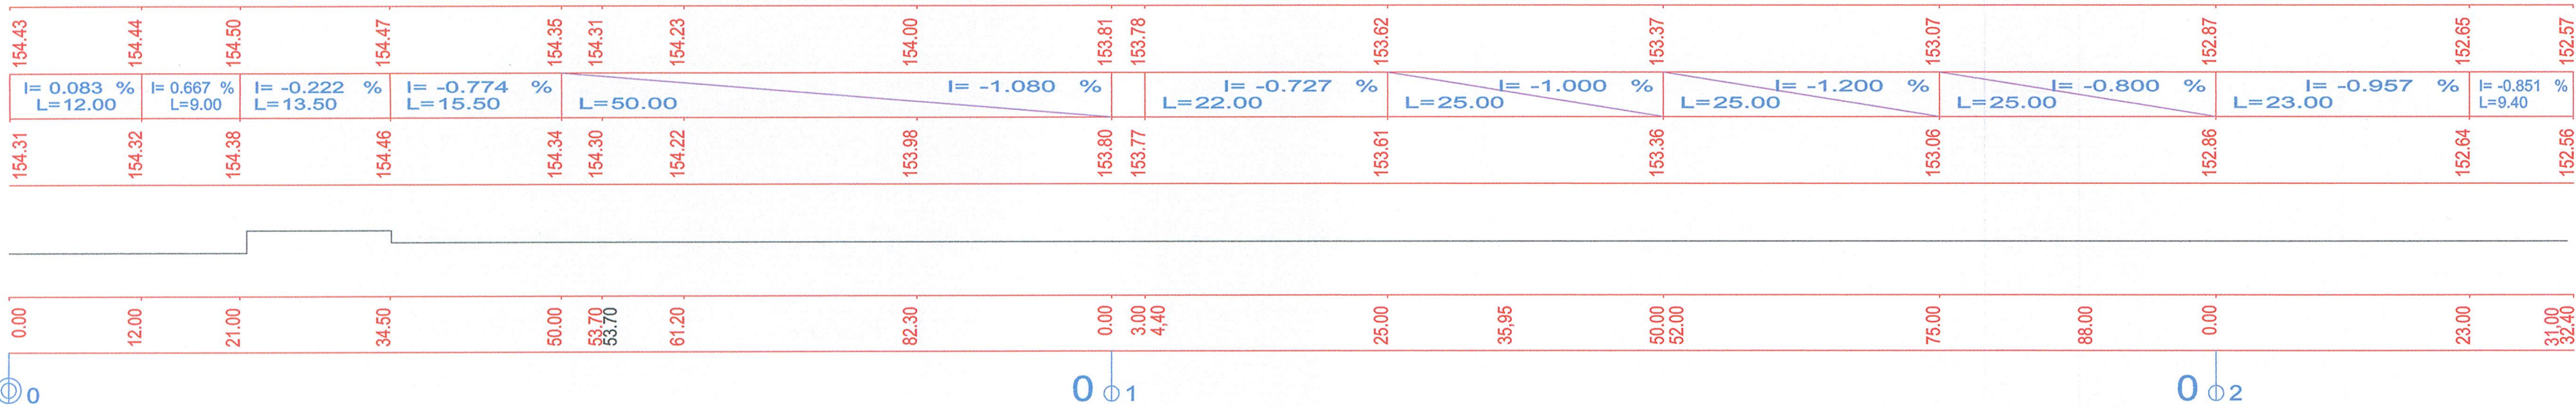 154.43 154.44 154.50 154.47 154.35 154.31 154.23 154.00 153.81 153.78 153.62 153.37 153.07 152.87 152.65 152.57
I= 0.083 % I= 0.667 % I= -0.222 % I= -0.774 % I= -1.080 % I= -0.727 % I= -1.000 % I= -1.200 % I= -0.800 % I= -0.957 % I= -0.851 %
L=12.00 L=9.00 L=13.50 L=15.50 L=50.00 L=22.00 L=25.00 L=25.00 L=25.00 L=23.00 L=9.40
154.31 154.32 154.38 154.46 154.34 154.30 154.22 153.98 153.80 153.77 153.61 153.36 153.06 152.86 152.64 152.56
0.00 12.00 21.00 34.50 50.00 53.70 53.70 61.20 82.30 0.00 3.00 4,40 25.00 35,95 50.00 52.00 75.00 88.00 0.00 23.00 31,00 32.40
0 0 1 0 2